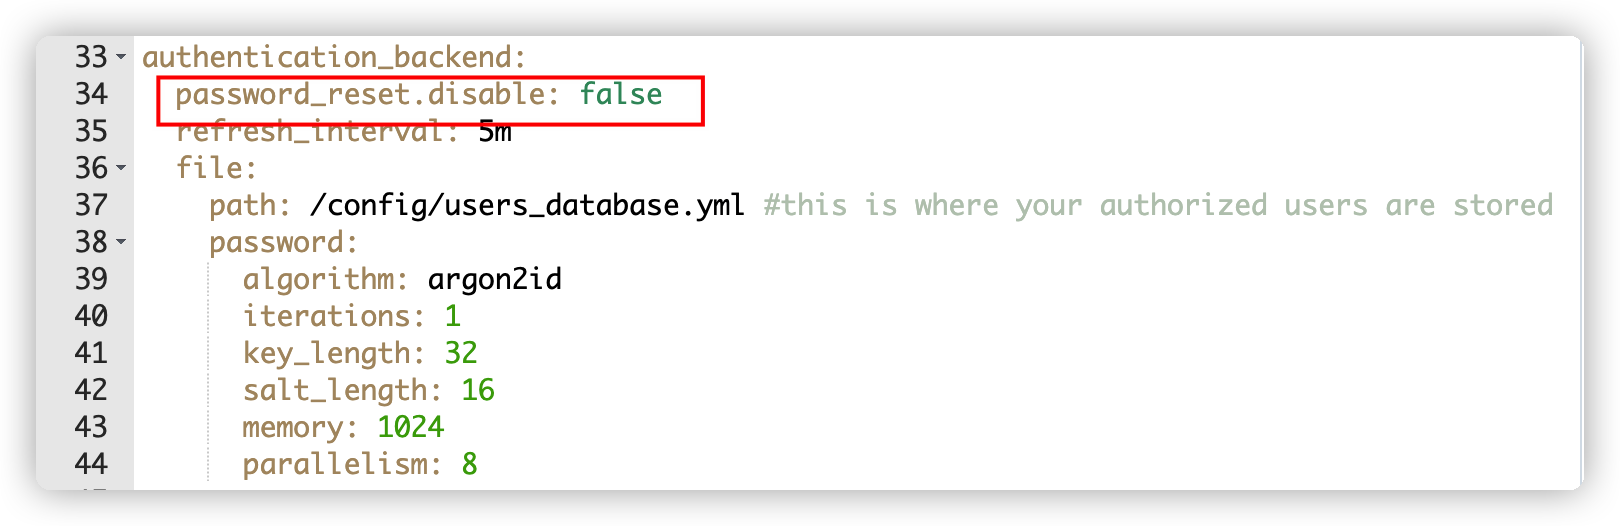 33 authentication_backend:
34 password_reset.disable: false
35 refresh_interval: 5m
36 file:
37 path: /config/users_database.yml #this is where your authorized users are stored
38 password:
39 algorithm: argon2id
40 iterations: 1
41 key_length: 32
42 salt_length: 16
43 memory: 1024
44 parallelism: 8